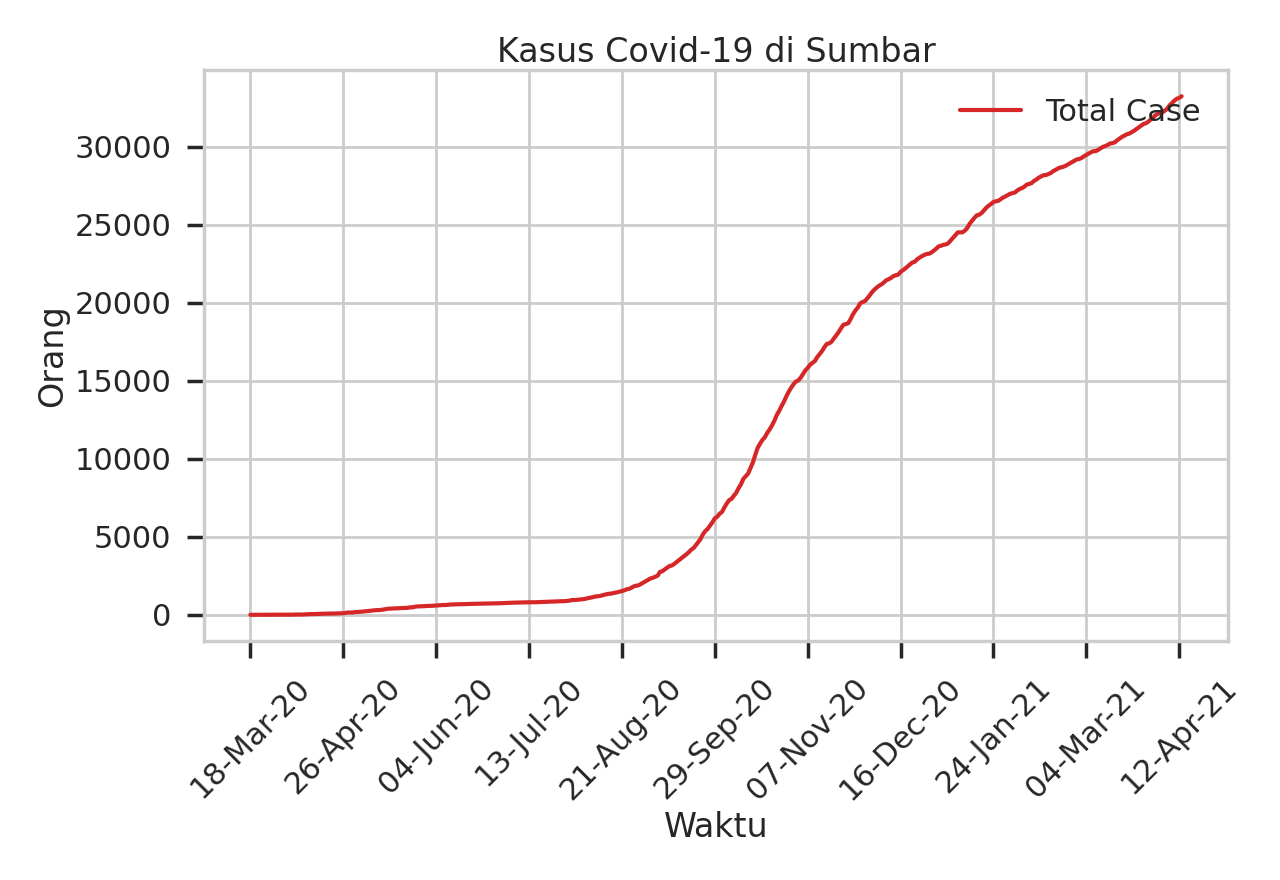 Kasus Covid-19 di Sumbar
Total Case
Orang
30000
25000
20000
15000
10000
5000
0
18-Mar-20
26-Apr-20
04-Jun-20
13-Jul-20
21-Aug-20
29-Sep-20
07-Nov-20
16-Dec-20
24-Jan-21
04-Mar-21
12-Apr-21
Waktu